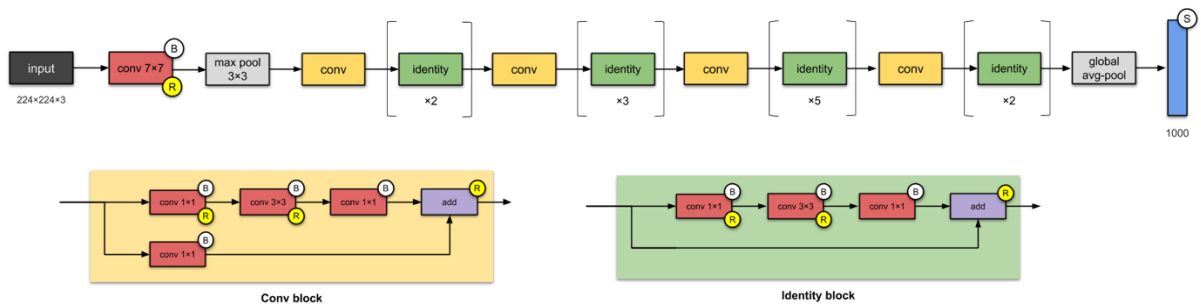 input
224×224×3
conv 7×7
B
R
max pool
3×3
conv
identity
×2
conv
identity
×3
conv
identity
×5
conv
identity
×2
global
avg-pool
S
1000
conv 1×1
B
R
conv 3×3
B
R
conv 1×1
B
add
R
conv 1×1
B
Conv block
conv 1×1
B
R
conv 3×3
B
R
conv 1×1
B
add
R
Identity block